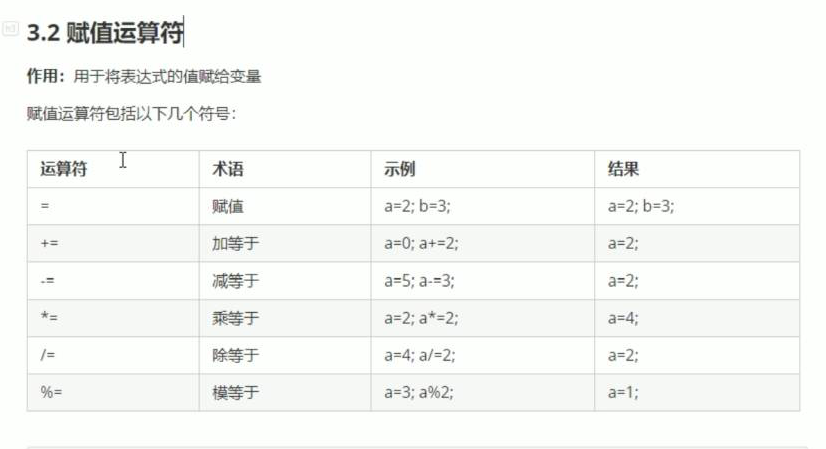 3.2 赋值运算符
作用：用于将表达式的值赋给变量
赋值运算符包括以下几个符号：
运算符 术语 示例 结果
= 赋值 a=2; b=3; a=2; b=3;
+= 加等于 a=0; a+=2; a=2;
-= 减等于 a=5; a-=3; a=2;
*= 乘等于 a=2; a*=2; a=4;
/= 除等于 a=4; a/=2; a=2;
%= 模等于 a=3; a%2; a=1;